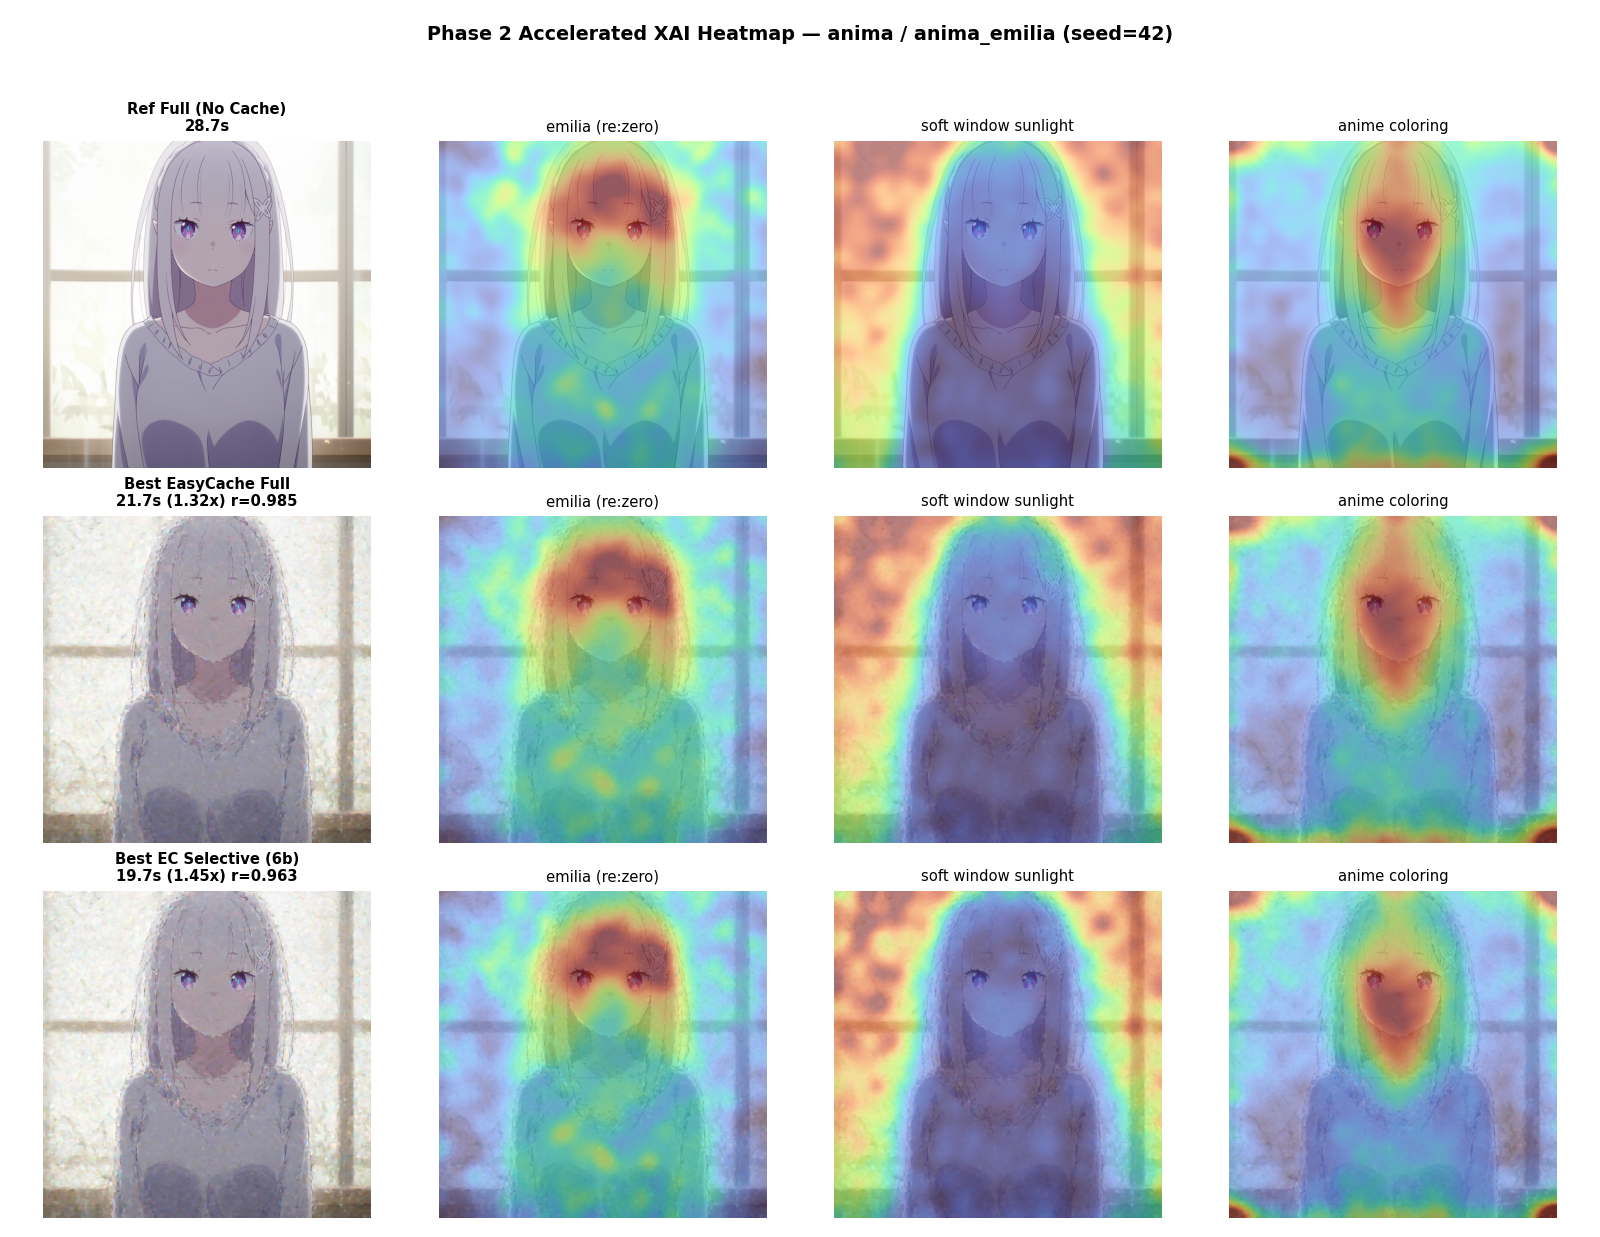 Phase 2 Accelerated XAI Heatmap — anima / anima_emilia (seed=42)
Ref Full (No Cache)
28.7s
emilia (re:zero)
soft window sunlight
anime coloring
Best EasyCache Full
21.7s (1.32x) r=0.985
emilia (re:zero)
soft window sunlight
anime coloring
Best EC Selective (6b)
19.7s (1.45x) r=0.963
emilia (re:zero)
soft window sunlight
anime coloring